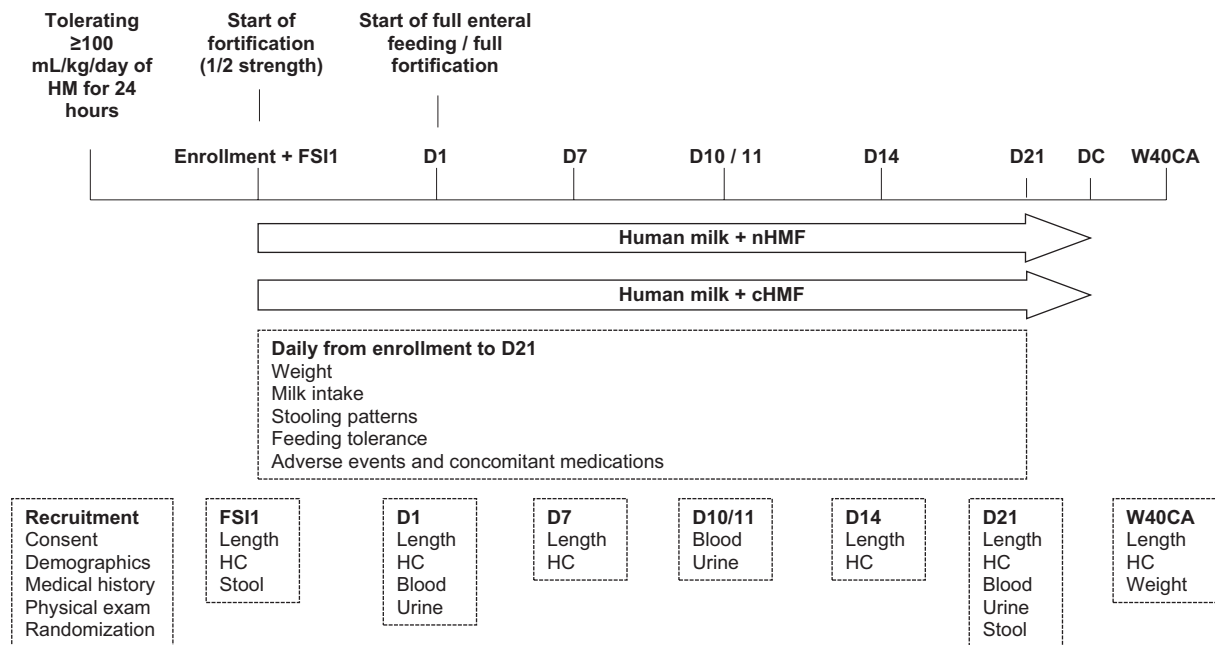 Tolerating
≥100
mL/kg/day of
HM for 24
hours
Start of
fortification
(1/2 strength)
Start of full enteral
feeding / full
fortification
Enrollment + FSI1
D1
D7
D10 / 11
D14
D21
DC
W40CA
Human milk + nHMF
Human milk + cHMF
Daily from enrollment to D21
Weight
Milk intake
Stooling patterns
Feeding tolerance
Adverse events and concomitant medications
Recruitment
Consent
Demographics
Medical history
Physical exam
Randomization
FSI1
Length
HC
Stool
D1
Length
HC
Blood
Urine
D7
Length
HC
D10/11
Blood
Urine
D14
Length
HC
D21
Length
HC
Blood
Urine
Stool
W40CA
Length
HC
Weight